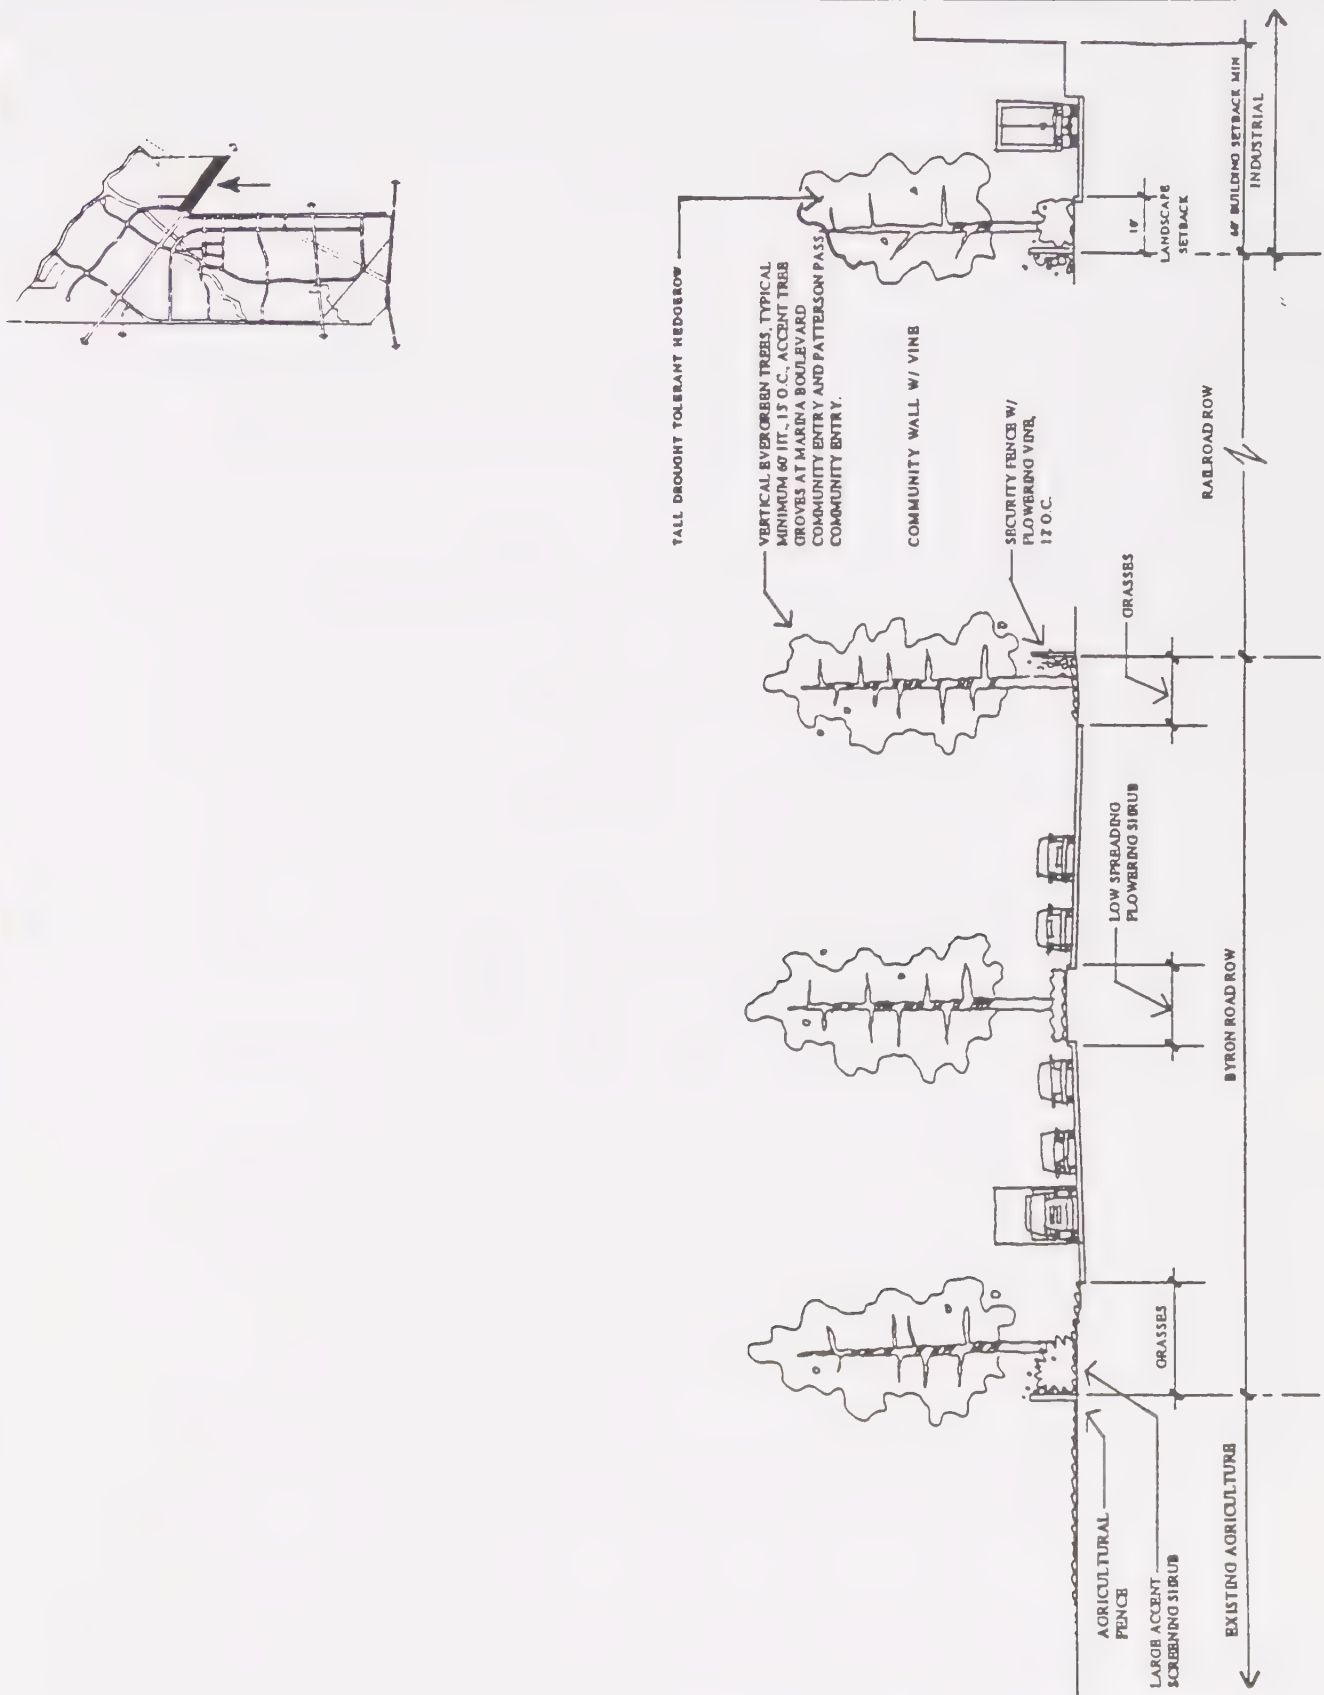 TALL DROUGHT TOLERANT HEDGEROW
VERTICAL EVERGREEN TREES, TYPICAL
MINIMUM 60' HT., 15' O.C., ACCENT TREE
GROVES AT MARINA BOULEVARD
COMMUNITY ENTRY AND PATTERSON PASS
COMMUNITY ENTRY.
COMMUNITY WALL W/ VINE
SECURITY FENCE W/
FLOWERING VINE,
12' O.C.
AGRICULTURAL
FENCE
LARGE ACCENT
SCREENING SHRUB
GRASSES
LOW SPREADING
FLOWERING SHRUB
GRASSES
10'
LANDSCAPE
SETBACK
EXISTING AGRICULTURE
BYRON ROAD ROW
RAILROAD ROW
60' BUILDING SETBACK MIN
INDUSTRIAL